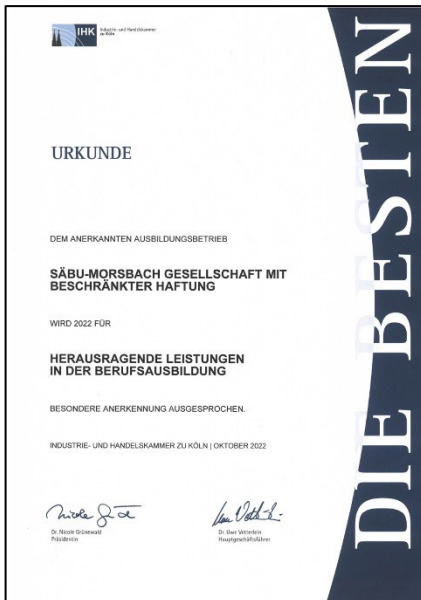 IHK Industrie- und Handelskammer
zu Köln
URKUNDE
DEM ANERKANNTEN AUSBILDUNGSBETRIEB
SÄBU-MORSBACH GESELLSCHAFT MIT
BESCHRÄNKTER HAFTUNG
WIRD 2022 FÜR
HERAUSRAGENDE LEISTUNGEN
IN DER BERUFSAUSBILDUNG
BESONDERE ANERKENNUNG AUSGESPROCHEN.
INDUSTRIE- UND HANDELSKAMMER ZU KÖLN | OKTOBER 2022
Dr. Nicole Grünewald
Präsidentin
Dr. Uwe Vetterlein
Hauptgeschäftsführer
DIE BESTEN